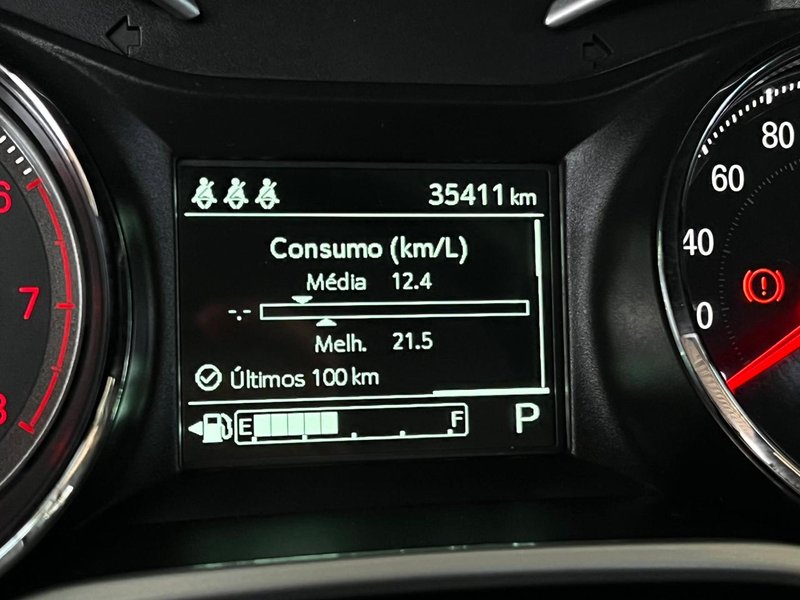 35411 km
Consumo (km/L)
Média 12.4
-.-
Melh. 21.5
Últimos 100 km
E F
P
6
7
8
80
60
40
0